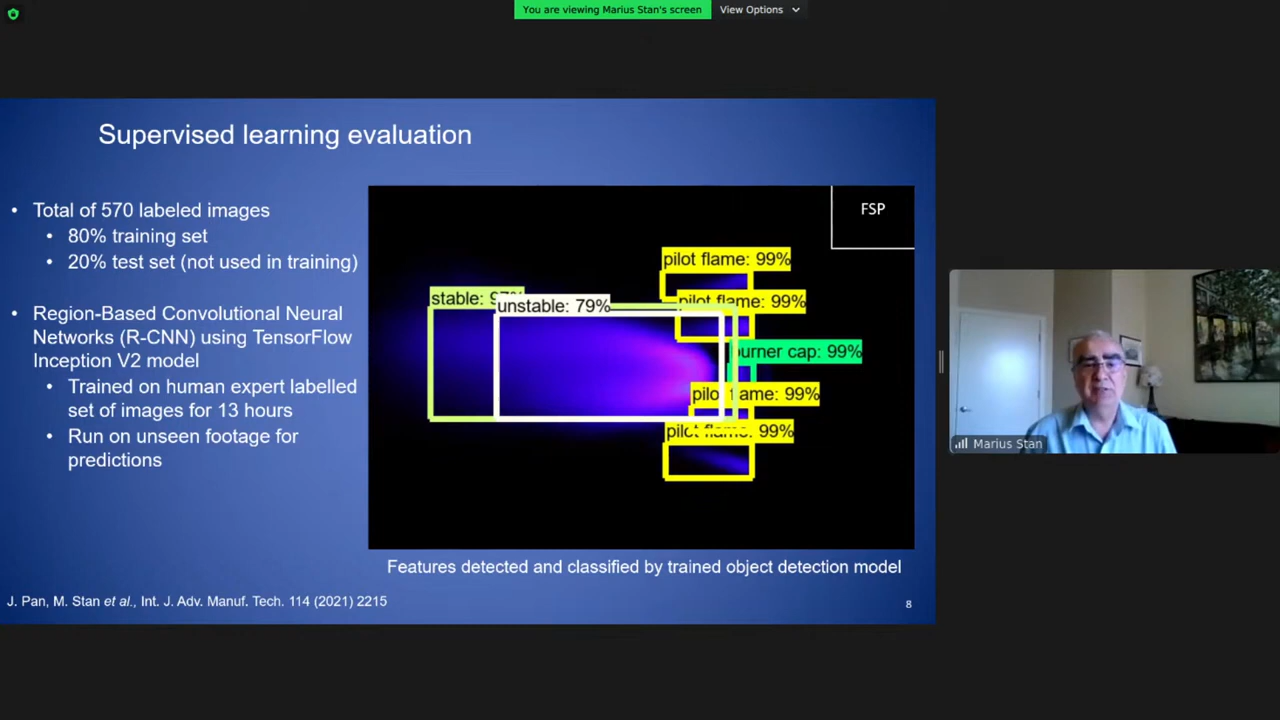 You are viewing Marius Stan's screen View Options
Supervised learning evaluation
• Total of 570 labeled images
• 80% training set
• 20% test set (not used in training)
• Region-Based Convolutional Neural
Networks (R-CNN) using TensorFlow
Inception V2 model
• Trained on human expert labelled
set of images for 13 hours
• Run on unseen footage for
predictions
FSP
pilot flame: 99%
stable: 97%
unstable: 79%
pilot flame: 99%
burner cap: 99%
pilot flame: 99%
pilot flame: 99%
Features detected and classified by trained object detection model
J. Pan, M. Stan et al., Int. J. Adv. Manuf. Tech. 114 (2021) 2215
8
Marius Stan